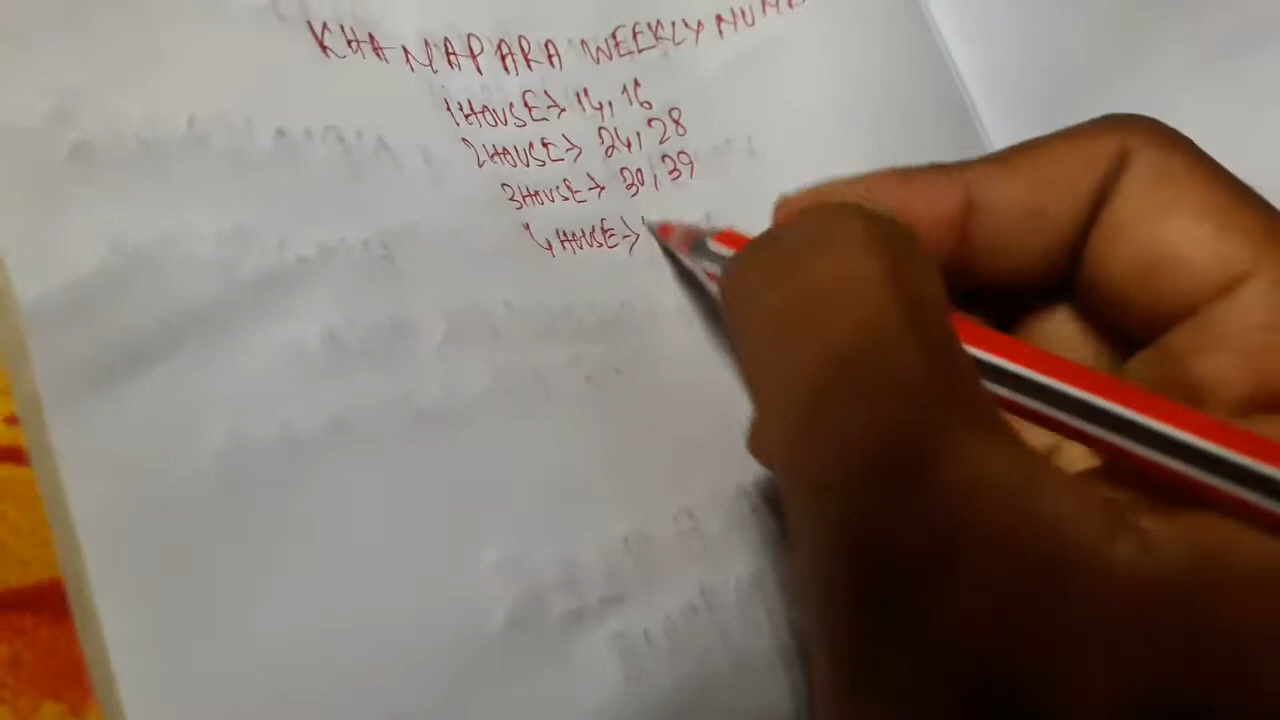 KHANAPARA WEEKLY
1HOUSE→ 14, 16
2HOUSE→ 24, 28
3HOUSE→ 30, 39
4HOUSE→